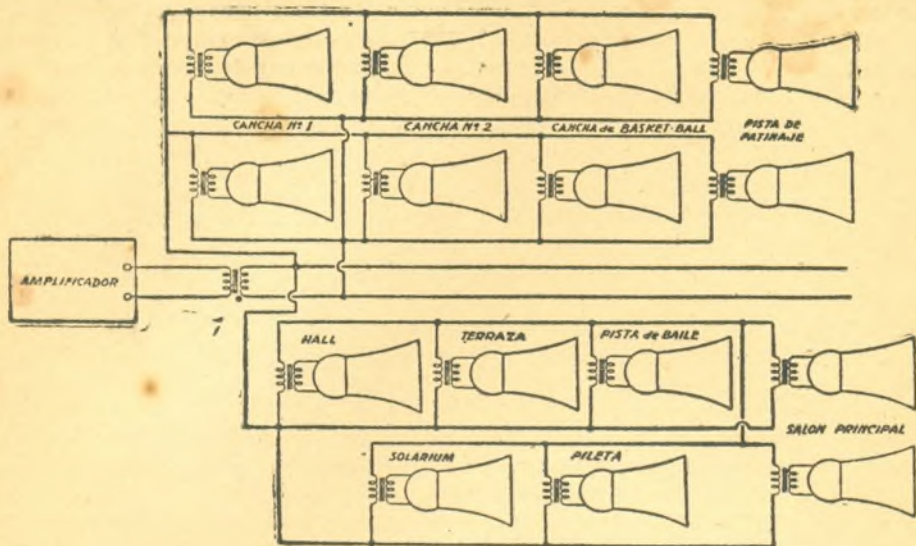 CANCHA Nº 1
CANCHA Nº 2
CANCHA de BASKET-BALL
PISTA DE
PATINAJE
AMPLIFICADOR
1
HALL
TERRAZA
PISTA de BAILE
SALON PRINCIPAL
SOLARIUM
PILETA